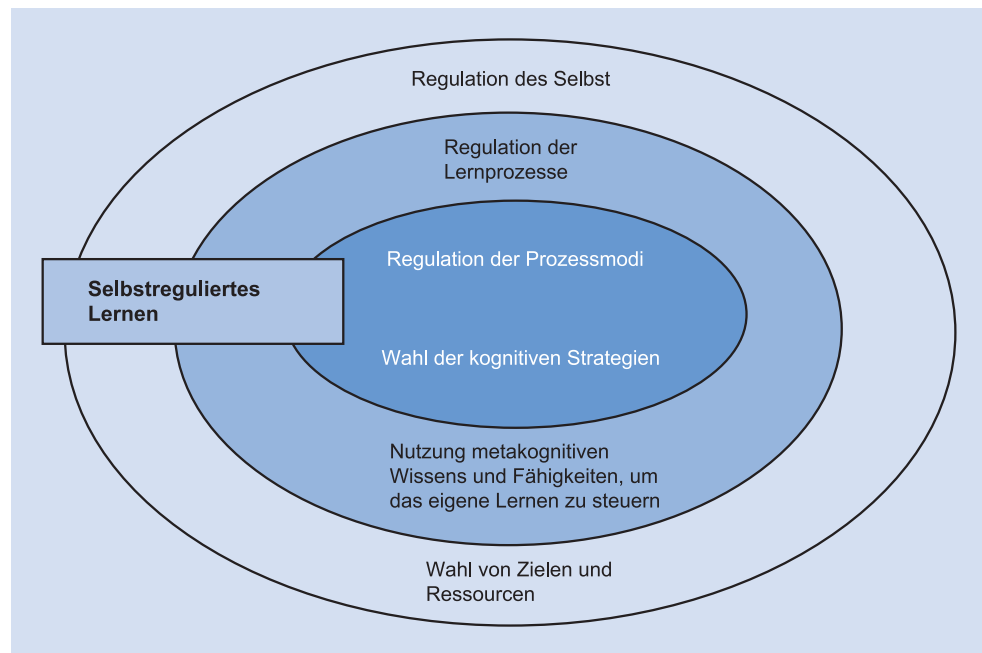 Regulation des Selbst
Regulation der
Lernprozesse
Regulation der Prozessmodi
Selbstreguliertes
Lernen
Wahl der kognitiven Strategien
Nutzung metakognitiven
Wissens und Fähigkeiten, um
das eigene Lernen zu steuern
Wahl von Zielen und
Ressourcen